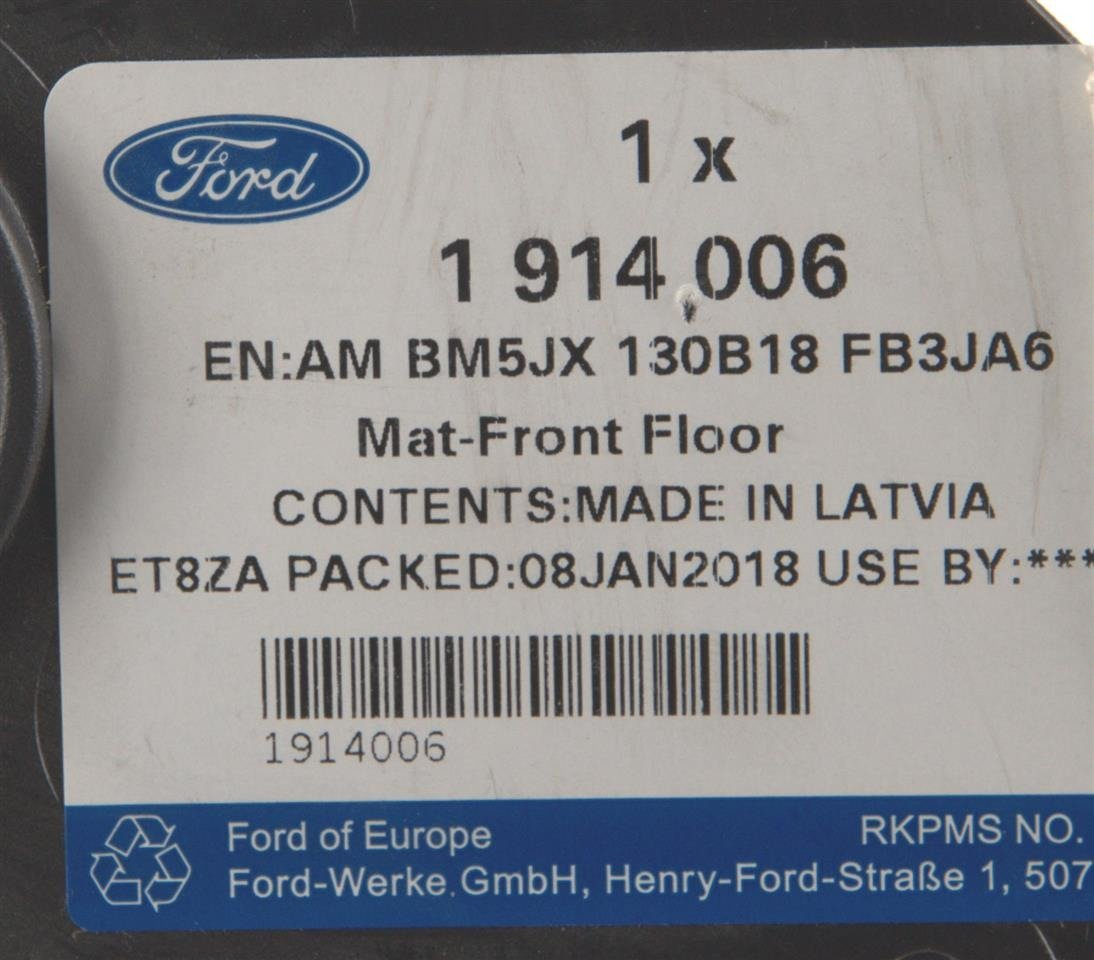 Ford
1 x
1 914 006
EN:AM BM5JX 130B18 FB3JA6
Mat-Front Floor
CONTENTS:MADE IN LATVIA
ET8ZA PACKED:08JAN2018 USE BY:***
1914006
Ford of Europe
RKPMS NO.
Ford-Werke GmbH, Henry-Ford-Straße 1, 507